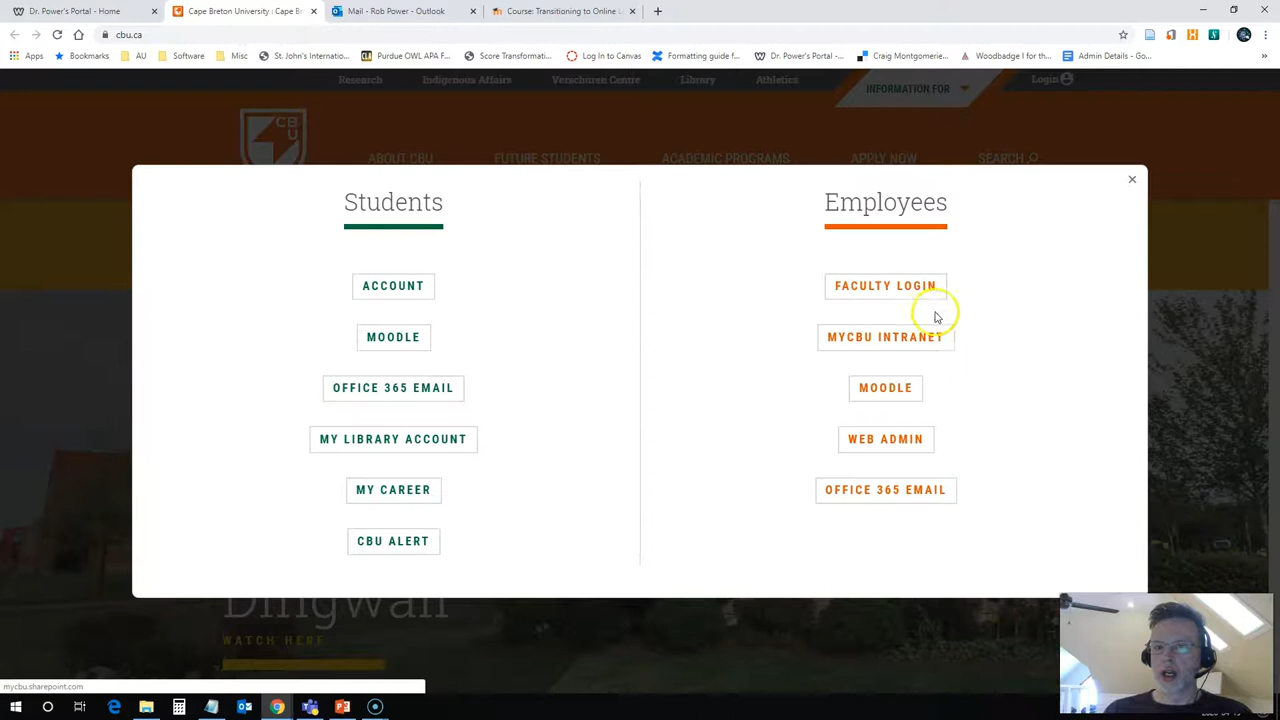 Dr. Power's Portal - Home
Cape Breton University : Cape Br
Mail - Rob Power - Outlook
Course: Transitioning to Online L
cbu.ca
Apps
Bookmarks
AU
Software
Misc
St. John's Internatio...
Purdue OWL APA F...
Score Transformati...
Log In to Canvas
Formatting guide f...
Dr. Power's Portal -...
Craig Montgomerie...
Woodbadge I for th...
Admin Details - Go...
Research
Indigenous Affairs
Verschuren Centre
Library
Athletics
INFORMATION FOR
Login
CB
U
ABOUT CBU
FUTURE STUDENTS
ACADEMIC PROGRAMS
APPLY NOW
SEARCH
Students
ACCOUNT
MOODLE
OFFICE 365 EMAIL
MY LIBRARY ACCOUNT
MY CAREER
CBU ALERT
Employees
FACULTY LOGIN
MYCBU INTRANET
MOODLE
WEB ADMIN
OFFICE 365 EMAIL
Dingwall
WATCH HERE
mycbu.sharepoint.com